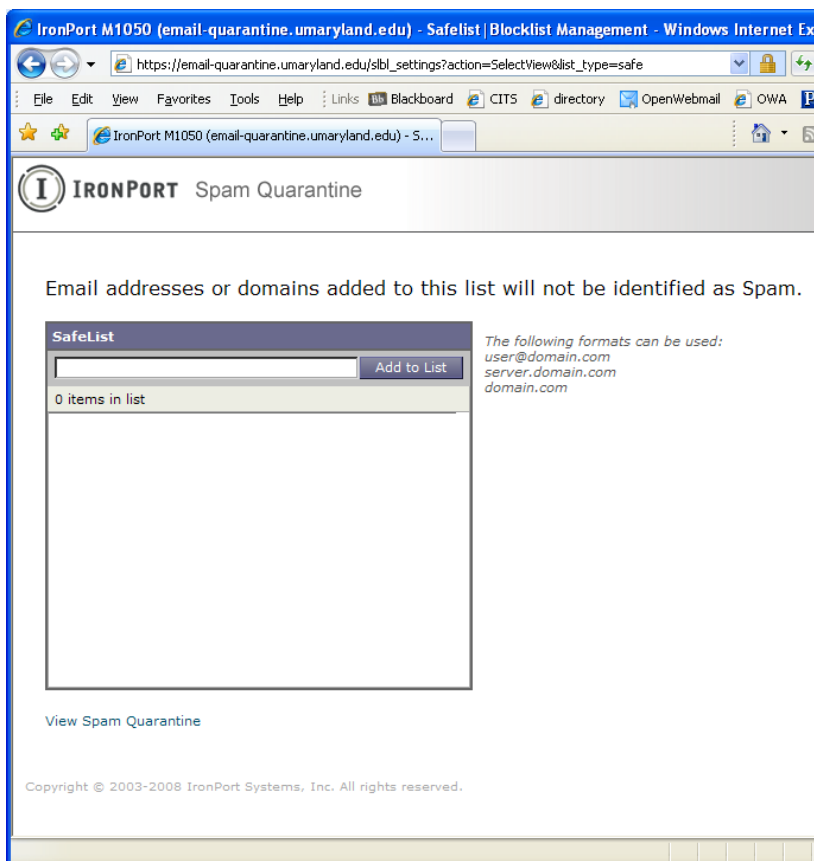 IronPort M1050 (email-quarantine.umaryland.edu) - Safelist|Blocklist Management - Windows Internet Ex
https://email-quarantine.umaryland.edu/slbl_settings?action=SelectView&list_type=safe
File Edit View Favorites Tools Help Links Bb Blackboard CITS directory OpenWebmail OWA P
IronPort M1050 (email-quarantine.umaryland.edu) - S...
I IRONPORT Spam Quarantine
Email addresses or domains added to this list will not be identified as Spam.
SafeList
Add to List
0 items in list
The following formats can be used:
user@domain.com
server.domain.com
domain.com
View Spam Quarantine
Copyright © 2003-2008 IronPort Systems, Inc. All rights reserved.